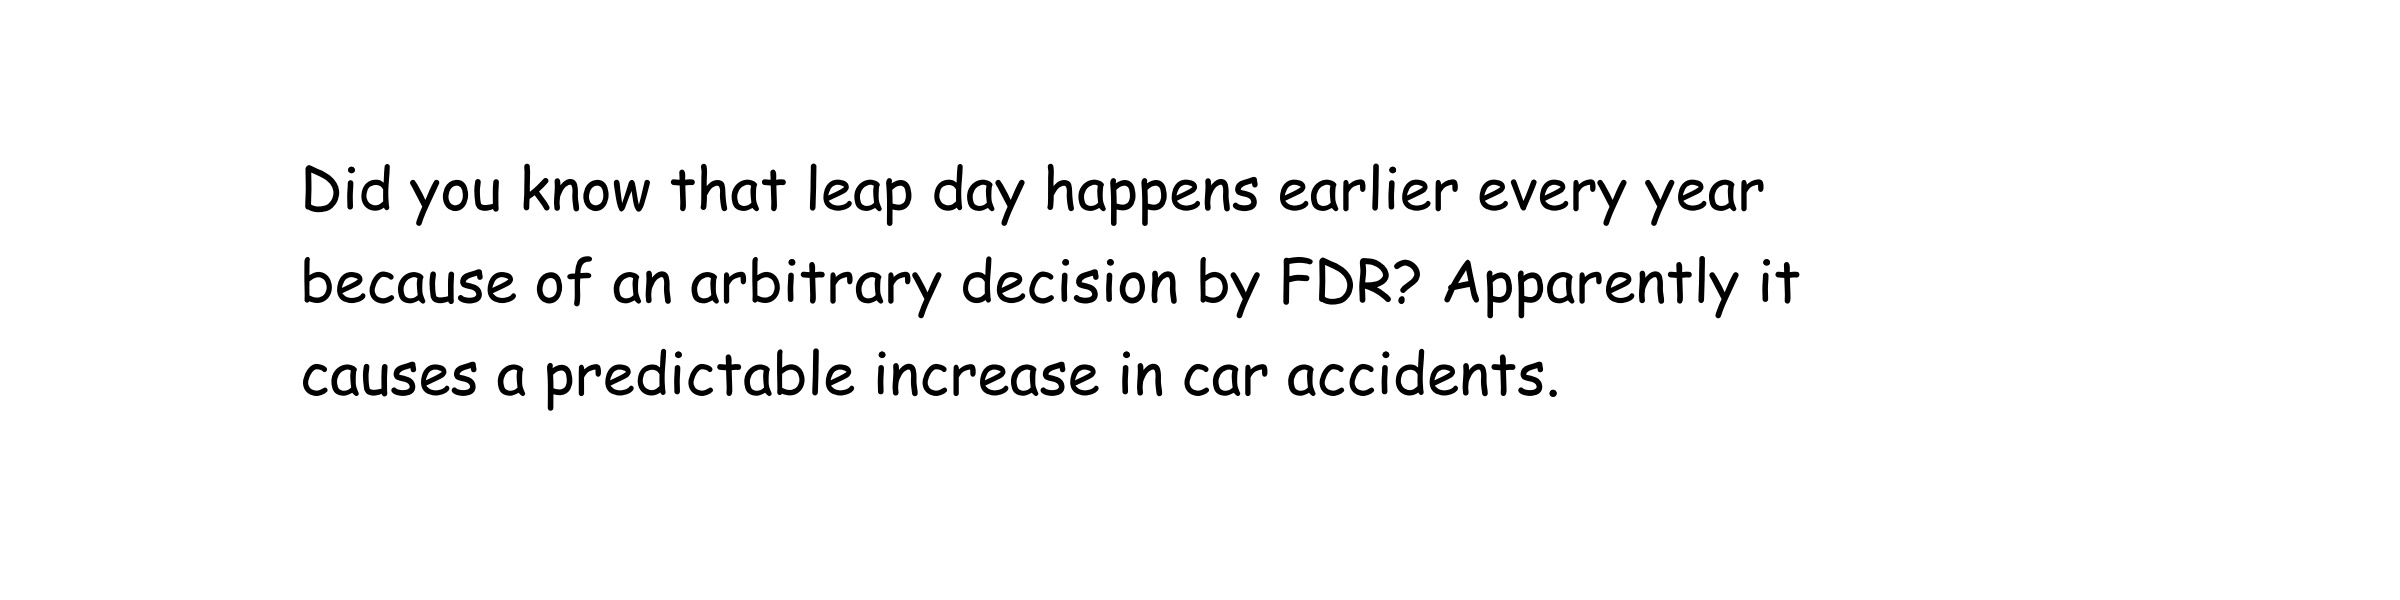 Did you know that leap day happens earlier every year
because of an arbitrary decision by FDR? Apparently it
causes a predictable increase in car accidents.